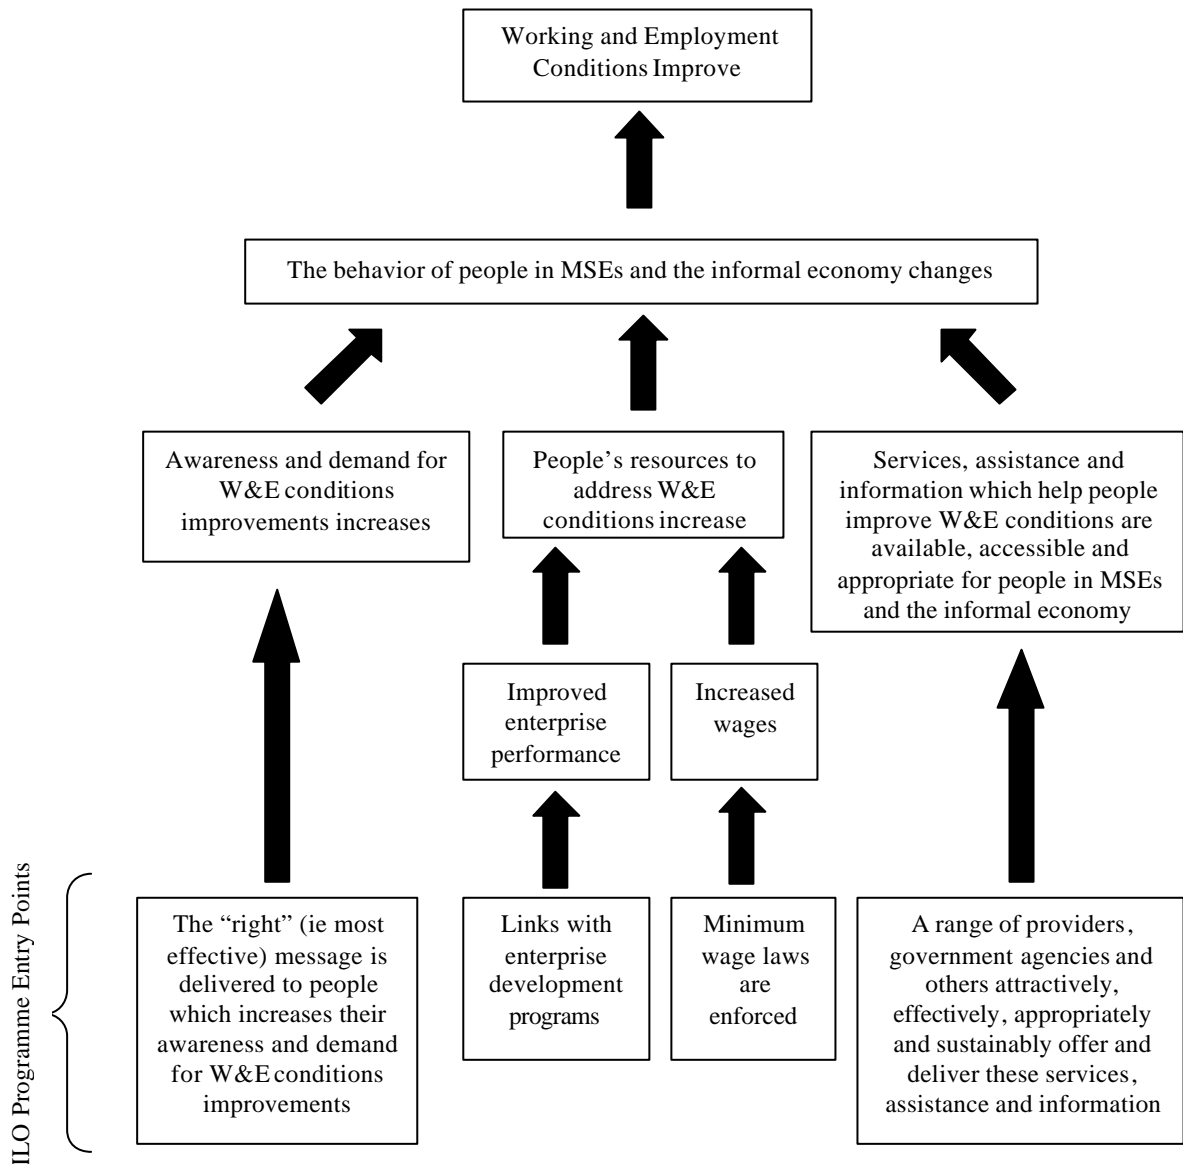 Working and Employment
Conditions Improve
The behavior of people in MSEs and the informal economy changes
Awareness and demand for
W&E conditions
improvements increases
People’s resources to
address W&E
conditions increase
Services, assistance and
information which help people
improve W&E conditions are
available, accessible and
appropriate for people in MSEs
and the informal economy
Improved
enterprise
performance
Increased
wages
ILO Programme Entry Points
The “right” (ie most
effective) message is
delivered to people
which increases their
awareness and demand
for W&E conditions
improvements
Links with
enterprise
development
programs
Minimum
wage laws
are
enforced
A range of providers,
government agencies and
others attractively,
effectively, appropriately
and sustainably offer and
deliver these services,
assistance and information